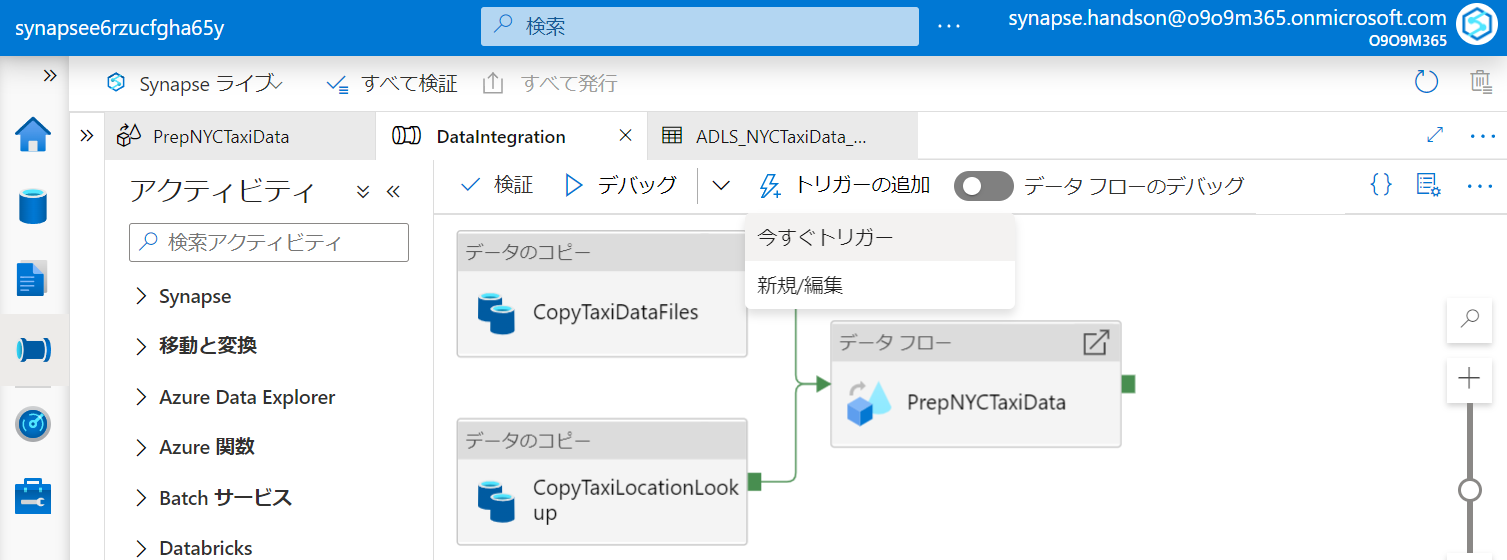 synapsee6rzucfgha65y
検索
synapse.handson@o9o9m365.onmicrosoft.com
O9O9M365
Synapse ライブ
すべて検証
すべて発行
PrepNYCTaxiData
DataIntegration
ADLS_NYCTaxiData_...
アクティビティ
検証
デバッグ
トリガーの追加
データ フローのデバッグ
検索アクティビティ
今すぐトリガー
新規/編集
Synapse
移動と変換
Azure Data Explorer
Azure 関数
Batch サービス
Databricks
データのコピー
CopyTaxiDataFiles
データ フロー
PrepNYCTaxiData
データのコピー
CopyTaxiLocationLook
up